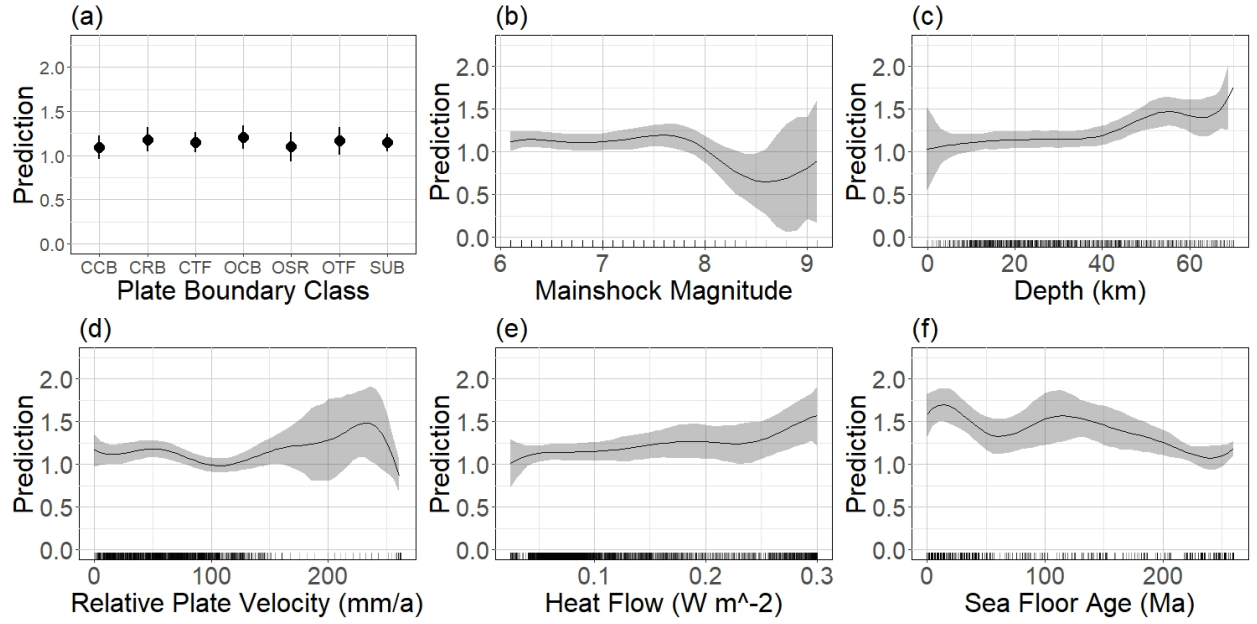 (a)
Prediction
2.0
1.5
1.0
0.5
0.0
CCB CRB CTF OCB OSR OTF SUB
Plate Boundary Class
(b)
Prediction
2.0
1.5
1.0
0.5
0.0
6 7 8 9
Mainshock Magnitude
(c)
Prediction
2.0
1.5
1.0
0.5
0.0
0 20 40 60
Depth (km)
(d)
Prediction
2.0
1.5
1.0
0.5
0.0
0 100 200
Relative Plate Velocity (mm/a)
(e)
Prediction
2.0
1.5
1.0
0.5
0.0
0.1 0.2 0.3
Heat Flow (W m^-2)
(f)
Prediction
2.0
1.5
1.0
0.5
0.0
0 100 200
Sea Floor Age (Ma)